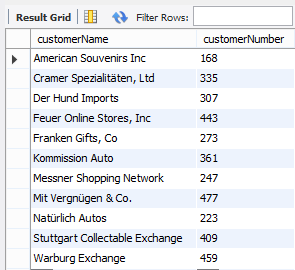 Result Grid Filter Rows:
customerName customerNumber
American Souvenirs Inc 168
Cramer Spezialitäten, Ltd 335
Der Hund Imports 307
Feuer Online Stores, Inc 443
Franken Gifts, Co 273
Kommission Auto 361
Messner Shopping Network 247
Mit Vergnügen & Co. 477
Natürlich Autos 223
Stuttgart Collectable Exchange 409
Warburg Exchange 459